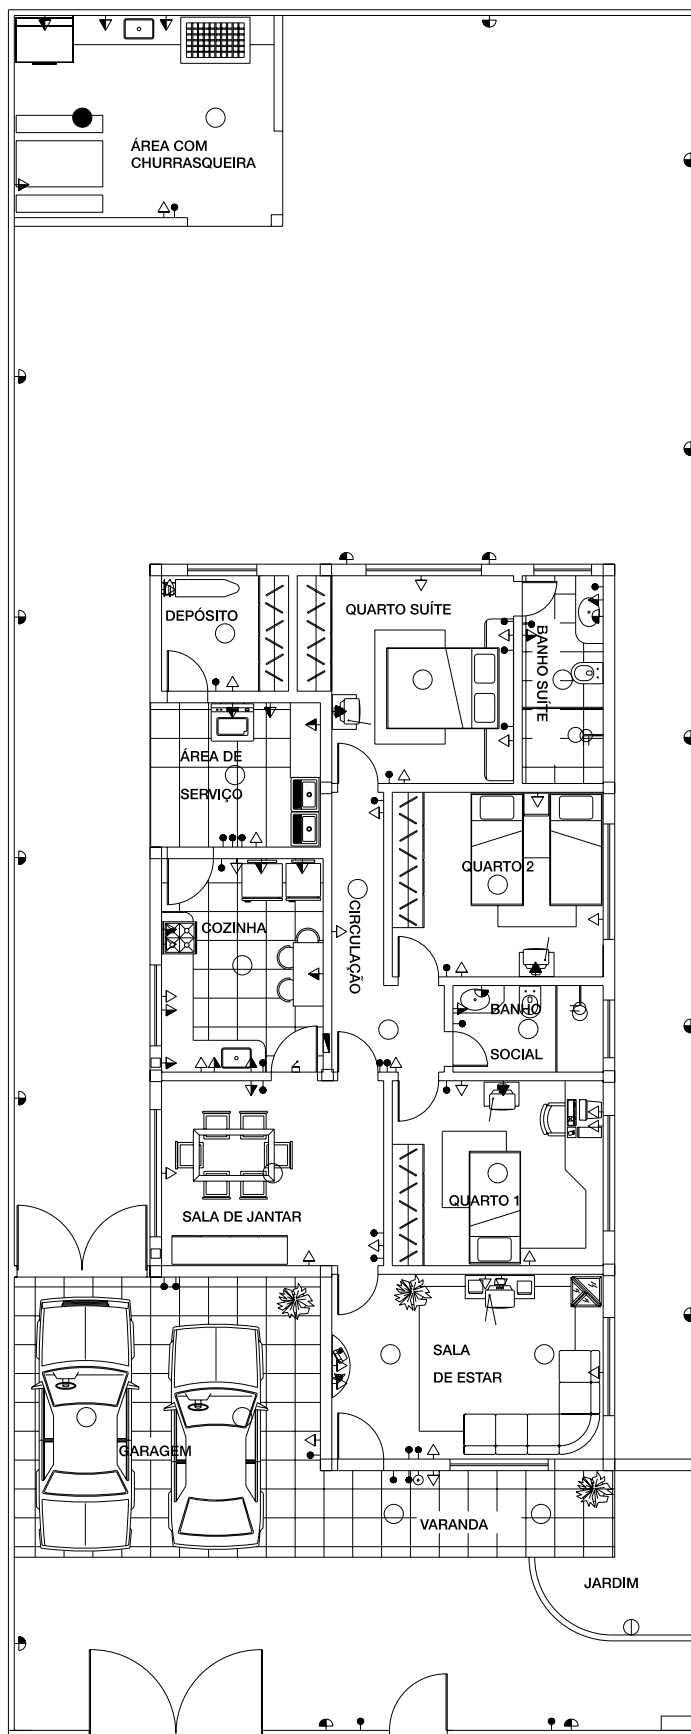 ÁREA COM
CHURRASQUEIRA
DEPÓSITO
QUARTO SUÍTE
BANHO SUÍTE
ÁREA DE
SERVIÇO
QUARTO 2
COZINHA
CIRCULAÇÃO
BANHO
SOCIAL
QUARTO 1
SALA DE JANTAR
SALA
DE ESTAR
GARAGEM
VARANDA
JARDIM